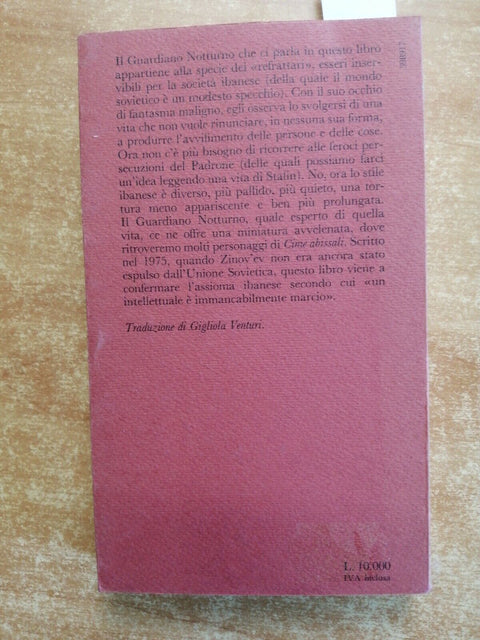 Il Guardiano Notturno che ci parla in questo libro
appartiene alla specie dei «refrattari», esseri inser-
vibili per la società ibanese (della quale il mondo
sovietico è un modesto specchio). Con il suo occhio
di fantasma maligno, egli osserva lo svolgersi di una
vita che non vuole rinunciare, in nessuna sua forma,
a produrre l'avvilimento delle persone e delle cose.
Ora non c'è più bisogno di ricorrere alle feroci per-
secuzioni del Padrone (delle quali possiamo farci
un'idea leggendo una vita di Stalin). No, ora lo stile
ibanese è diverso, più pallido, più quieto, una tor-
tura meno appariscente e ben più prolungata.
Il Guardiano Notturno, quale esperto di quella
vita, ce ne offre una miniatura avvelenata, dove
ritroveremo molti personaggi di Cime abissali. Scritto
nel 1975, quando Zinov'ev non era ancora stato
espulso dall'Unione Sovietica, questo libro viene a
confermare l'assioma ibanese secondo cui «un
intellettuale è immancabilmente marcio».
Traduzione di Gigliola Venturi.
L. 10.000
IVA inclusa